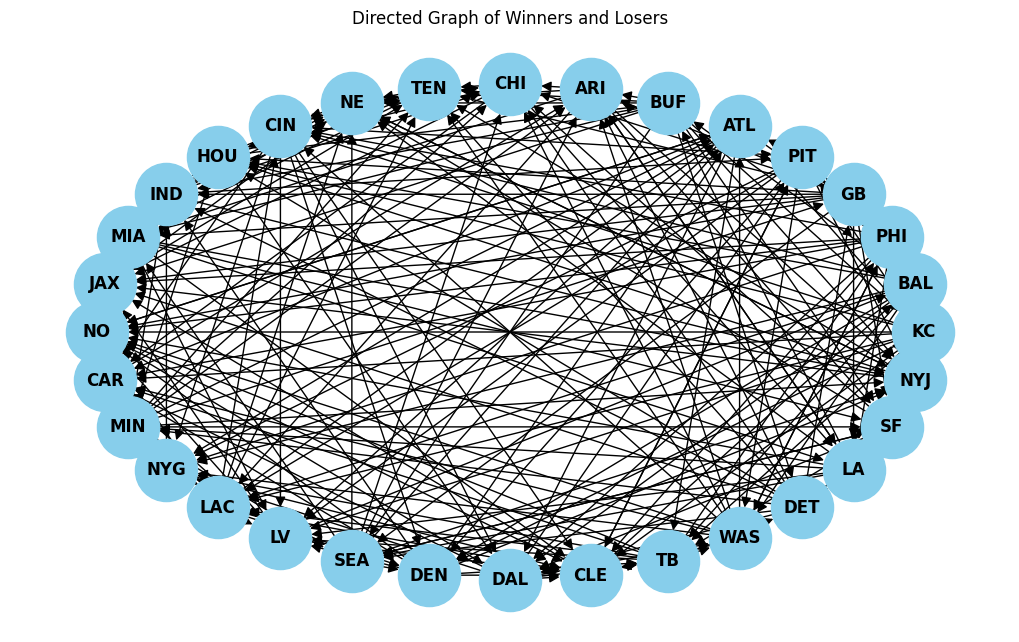 Directed Graph of Winners and Losers
CHI
TEN
ARI
NE
BUF
CIN
ATL
HOU
PIT
IND
GB
MIA
PHI
JAX
BAL
NO
KC
CAR
NYJ
MIN
SF
NYG
LA
LAC
DET
LV
WAS
SEA
TB
DEN
CLE
DAL